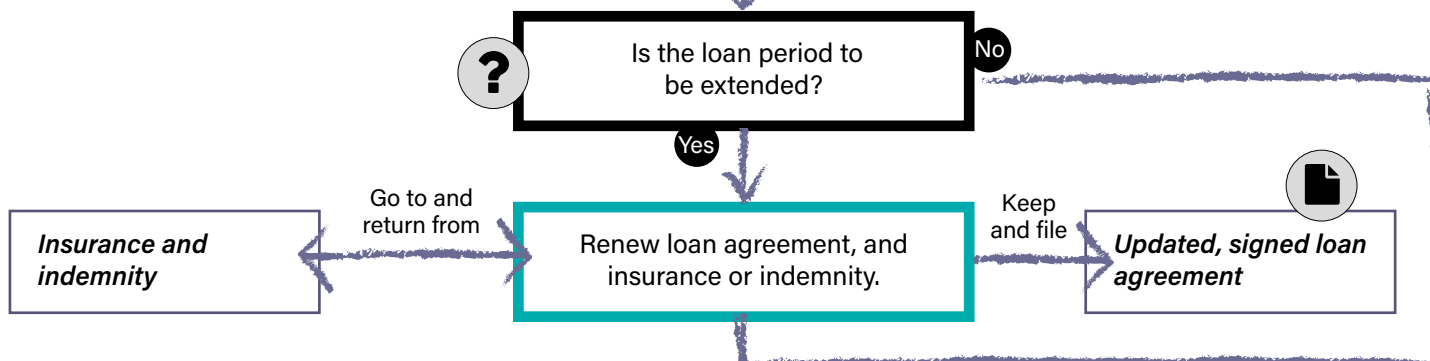 Is the loan period to
be extended?
?
No
Yes
Go to and
return from
Insurance and
indemnity
Renew loan agreement, and
insurance or indemnity.
Keep
and file
Updated, signed loan
agreement